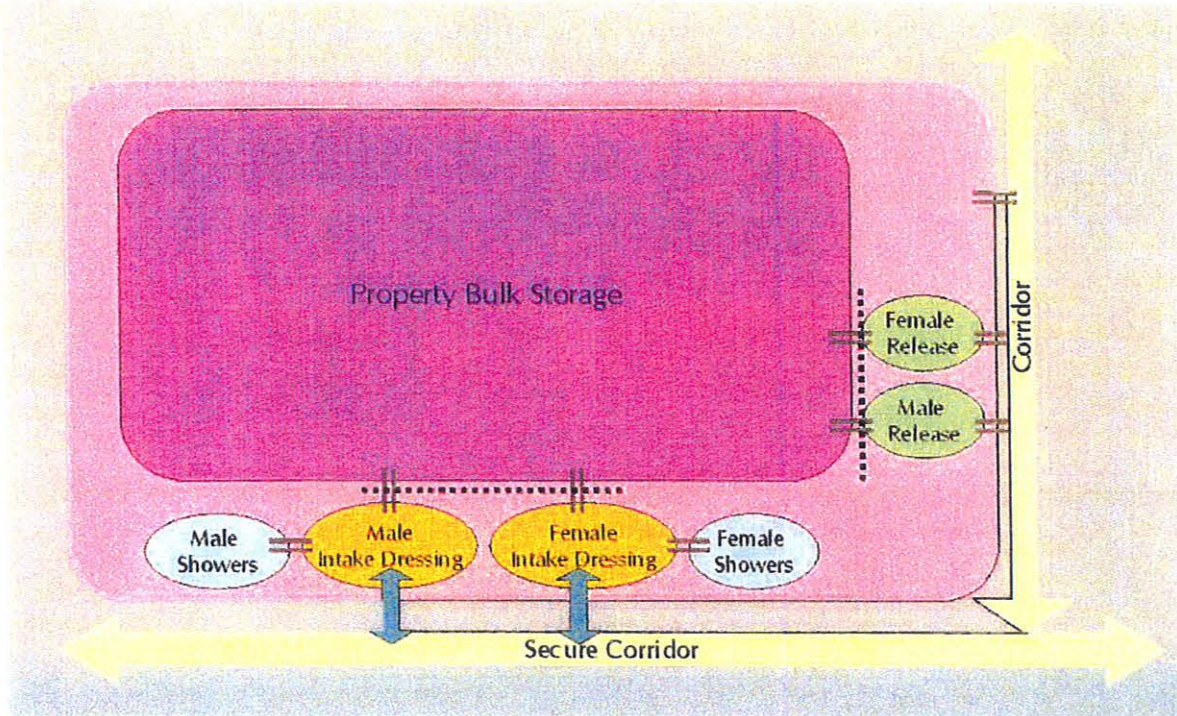 Property Bulk Storage
Female
Release
Corridor
Male
Release
Male
Showers
Male
Intake Dressing
Female
Intake Dressing
Female
Showers
Secure Corridor